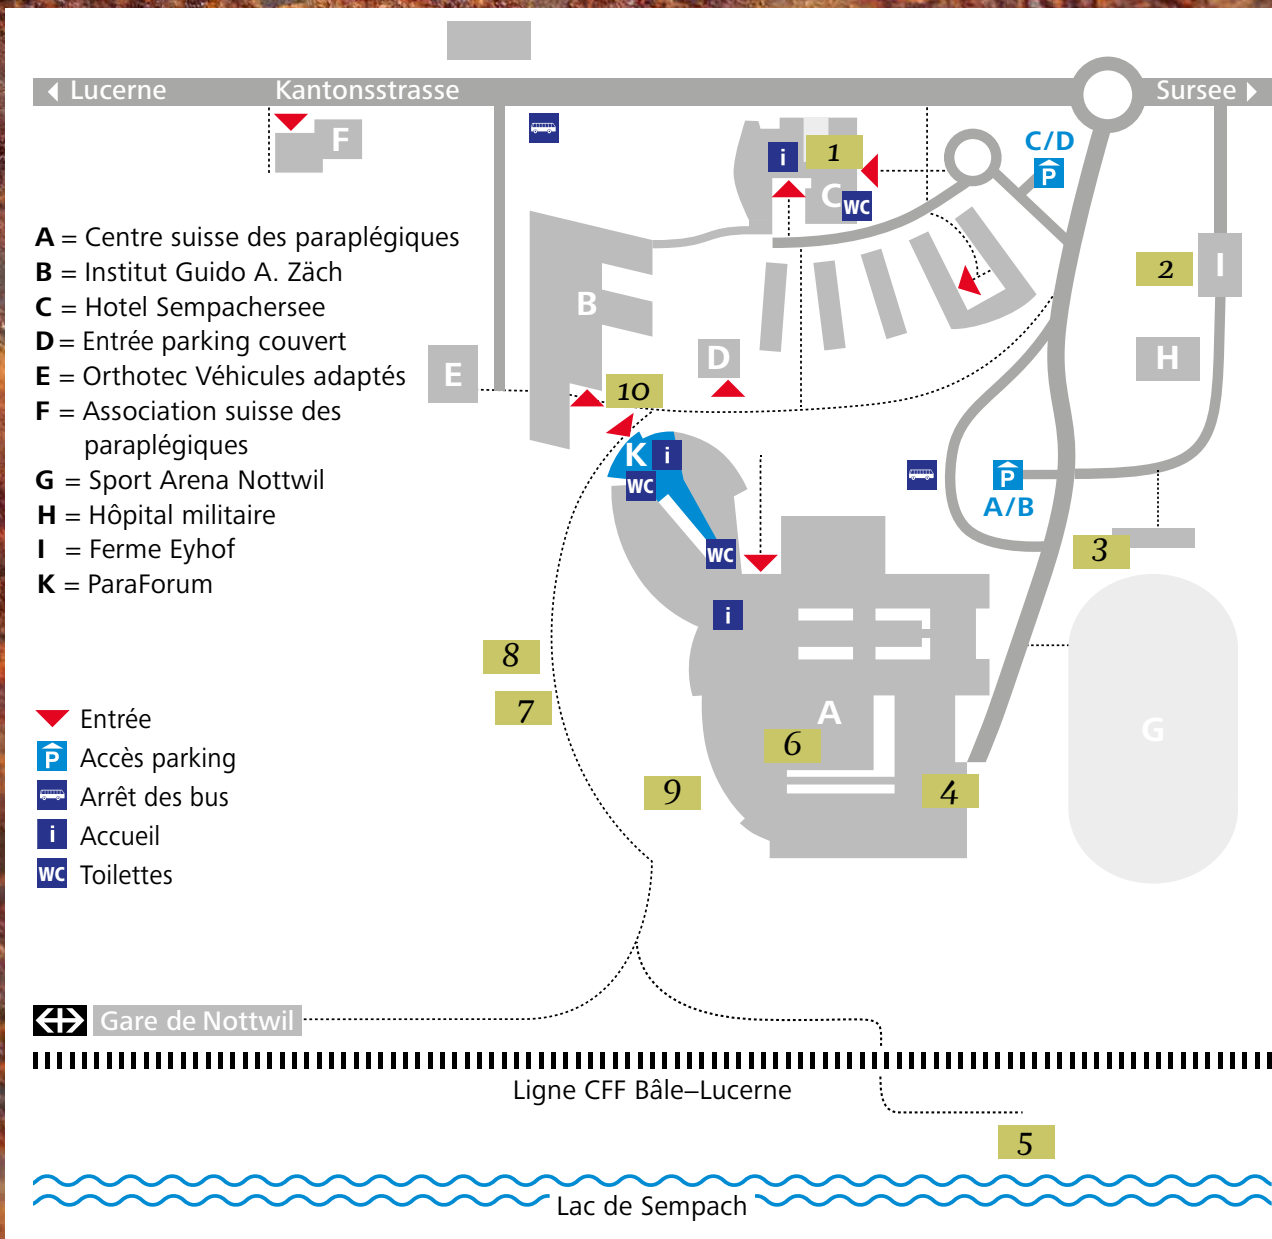 Lucerne
Kantonsstrasse
Sursee
F
i
1
C
WC
C/D
P
A = Centre suisse des paraplégiques
B = Institut Guido A. Zäch
C = Hotel Sempachersee
D = Entrée parking couvert
E = Orthotec Véhicules adaptés
F = Association suisse des
paraplégiques
G = Sport Arena Nottwil
H = Hôpital militaire
I = Ferme Eyhof
K = ParaForum
2
I
B
D
H
E
10
K
i
WC
P
A/B
WC
3
i
8
7
A
6
G
9
4
Entrée
P Accès parking
Arrêt des bus
i Accueil
WC Toilettes
Gare de Nottwil
Ligne CFF Bâle–Lucerne
5
Lac de Sempach